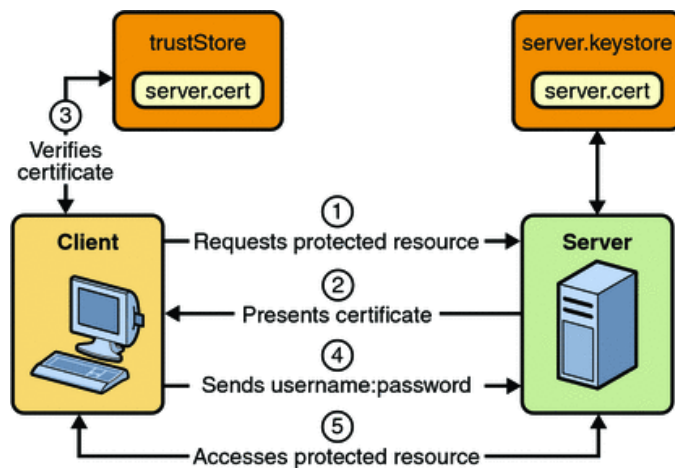 trustStore
server.cert
server.keystore
server.cert
3
Verifies
certificate
Client
Server
1
Requests protected resource
2
Presents certificate
4
Sends username:password
5
Accesses protected resource